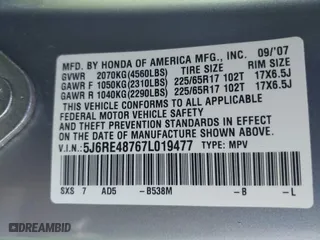 MFD. BY HONDA OF AMERICA MFG., INC. 09/'07
GVWR 2070KG(4560LBS) TIRE SIZE RIM SIZE
GAWR F 1050KG(2310LBS) 225/65R17 102T 17X6.5J
GAWR R 1040KG(2290LBS) 225/65R17 102T 17X6.5J
THIS VEHICLE CONFORMS TO ALL APPLICABLE
FEDERAL MOTOR VEHICLE SAFETY
STANDARDS IN EFFECT
ON THE DATE OF MANUFACTURE SHOWN ABOVE.
V.I.N: 5J6RE48767L019477 TYPE: MPV
SXS 7 AD5 -B538M -B -L
DREAMBID
dreambid.com